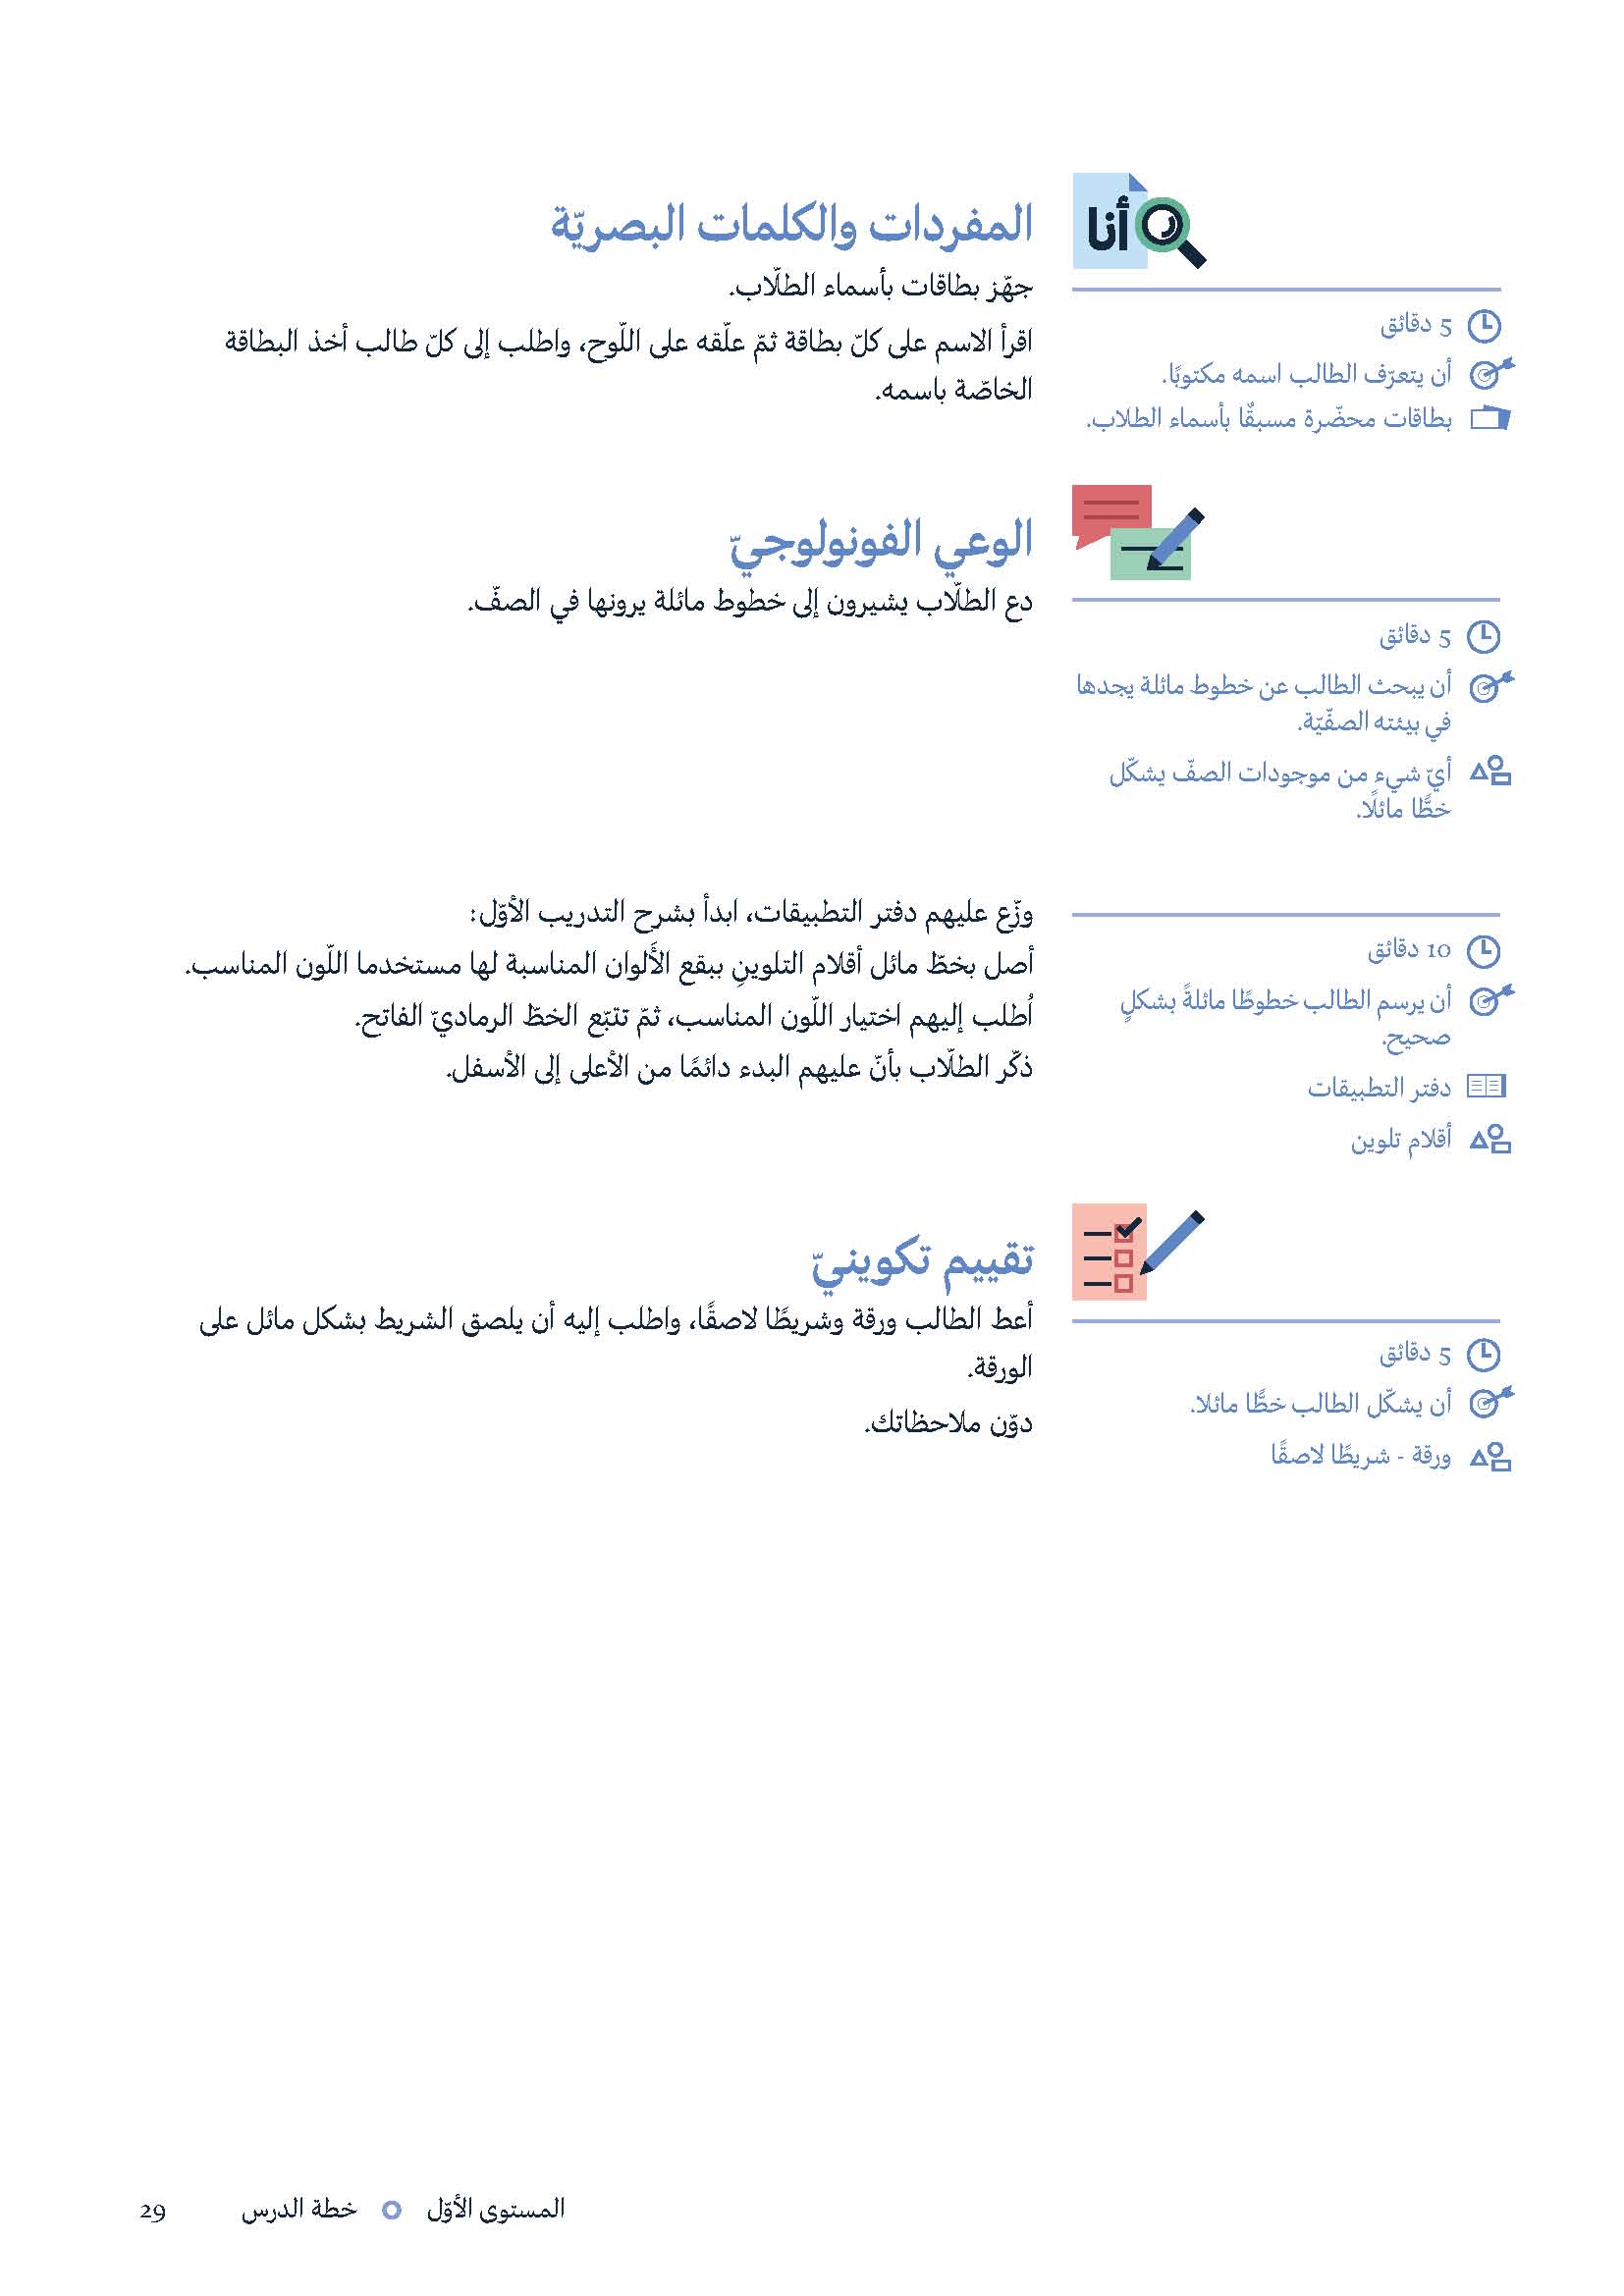 أنا
المفردات والكلمات البصريّة
جهّز بطاقات بأسماء الطلّاب.
اقرأ الاسم على كلّ بطاقة ثمّ علّقه على اللّوح، واطلب إلى كلّ طالب أخذ البطاقة
الخاصّة باسمه.
5 دقائق
أن يتعرّف الطالب اسمه مكتوبًا.
بطاقات محضّرة مسبقًا بأسماء الطلاب.
الوعي الفونولوجيّ
دع الطلّاب يشيرون إلى خطوط مائلة يرونها في الصفّ.
5 دقائق
أن يبحث الطالب عن خطوط مائلة يجدها
في بيئته الصفّيّة.
أيّ شيء من موجودات الصفّ يشكّل
خطًّا مائلًا.
وزّع عليهم دفتر التطبيقات، ابدأ بشرح التدريب الأوّل:
أصل بخطّ مائل أقلام التلوينِ ببقع الأَلوان المناسبة لها مستخدما اللّون المناسب.
اُطلب إليهم اختيار اللّون المناسب، ثمّ تتبّع الخطّ الرماديّ الفاتح.
ذكّر الطلّاب بأنّ عليهم البدء دائمًا من الأعلى إلى الأسفل.
10 دقائق
أن يرسم الطالب خطوطًا مائلةً بشكلٍ
صحيح.
دفتر التطبيقات
أقلام تلوين
تقييم تكوينيّ
أعط الطالب ورقة وشريطًا لاصقًا، واطلب إليه أن يلصق الشريط بشكل مائل على
الورقة.
دوّن ملاحظاتك.
5 دقائق
أن يشكّل الطالب خطًّا مائلا.
ورقة - شريطًا لاصقًا
المستوى الأوّل خطة الدرس 29